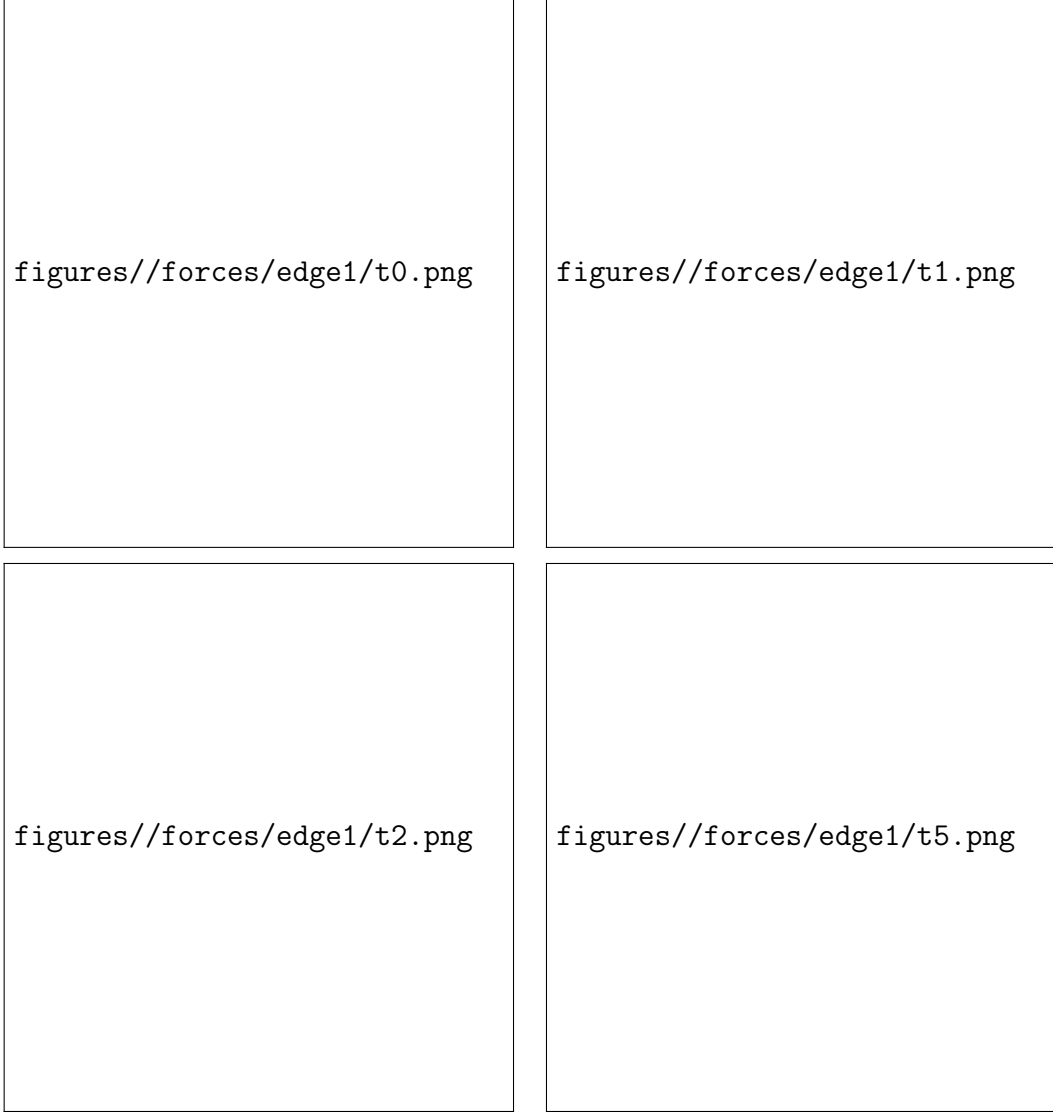 figures//forces/edge1/t0.png
figures//forces/edge1/t1.png
figures//forces/edge1/t2.png
figures//forces/edge1/t5.png